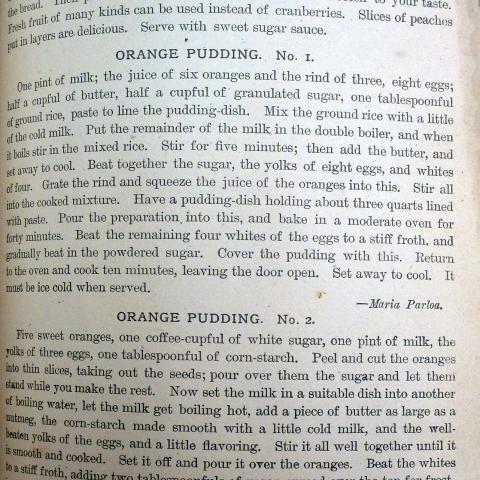 the bread. Then p to your taste.
Fresh fruit of many kinds can be used instead of cranberries. Slices of peaches
put in layers are delicious. Serve with sweet sugar sauce.
ORANGE PUDDING. No. 1.
One pint of milk; the juice of six oranges and the rind of three, eight eggs;
half a cupful of butter, half a cupful of granulated sugar, one tablespoonful
of ground rice, paste to line the pudding-dish. Mix the ground rice with a little
of the cold milk. Put the remainder of the milk in the double boiler, and when
it boils stir in the mixed rice. Stir for five minutes; then add the butter, and
set away to cool. Beat together the sugar, the yolks of eight eggs, and whites
of four. Grate the rind and squeeze the juice of the oranges into this. Stir all
into the cooked mixture. Have a pudding-dish holding about three quarts lined
with paste. Pour the preparation into this, and bake in a moderate oven for
forty minutes. Beat the remaining four whites of the eggs to a stiff froth, and
gradually beat in the powdered sugar. Cover the pudding with this. Return
to the oven and cook ten minutes, leaving the door open. Set away to cool. It
must be ice cold when served.
—Maria Parloa.
ORANGE PUDDING. No. 2.
Five sweet oranges, one coffee-cupful of white sugar, one pint of milk, the
yolks of three eggs, one tablespoonful of corn-starch. Peel and cut the oranges
into thin slices, taking out the seeds; pour over them the sugar and let them
stand while you make the rest. Now set the milk in a suitable dish into another
of boiling water, let the milk get boiling hot, add a piece of butter as large as a
nutmeg, the corn-starch made smooth with a little cold milk, and the well-
beaten yolks of the eggs, and a little flavoring. Stir it all well together until it
is smooth and cooked. Set it off and pour it over the oranges. Beat the whites
to a stiff froth, adding two tablespoonfuls of sugar, spread over the top for frost-